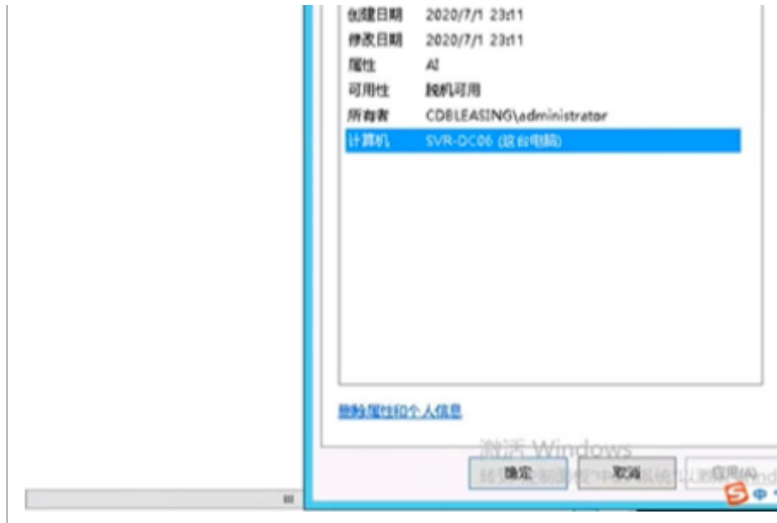 创建日期 2020/7/1 23:11
修改日期 2020/7/1 23:11
属性 AI
可用性 脱机可用
所有者 CDBLEASING\administrator
计算机 SVR-DC06 (这台电脑)
删除属性和个人信息
激活 Windows
确定 取消 应用(A)
中